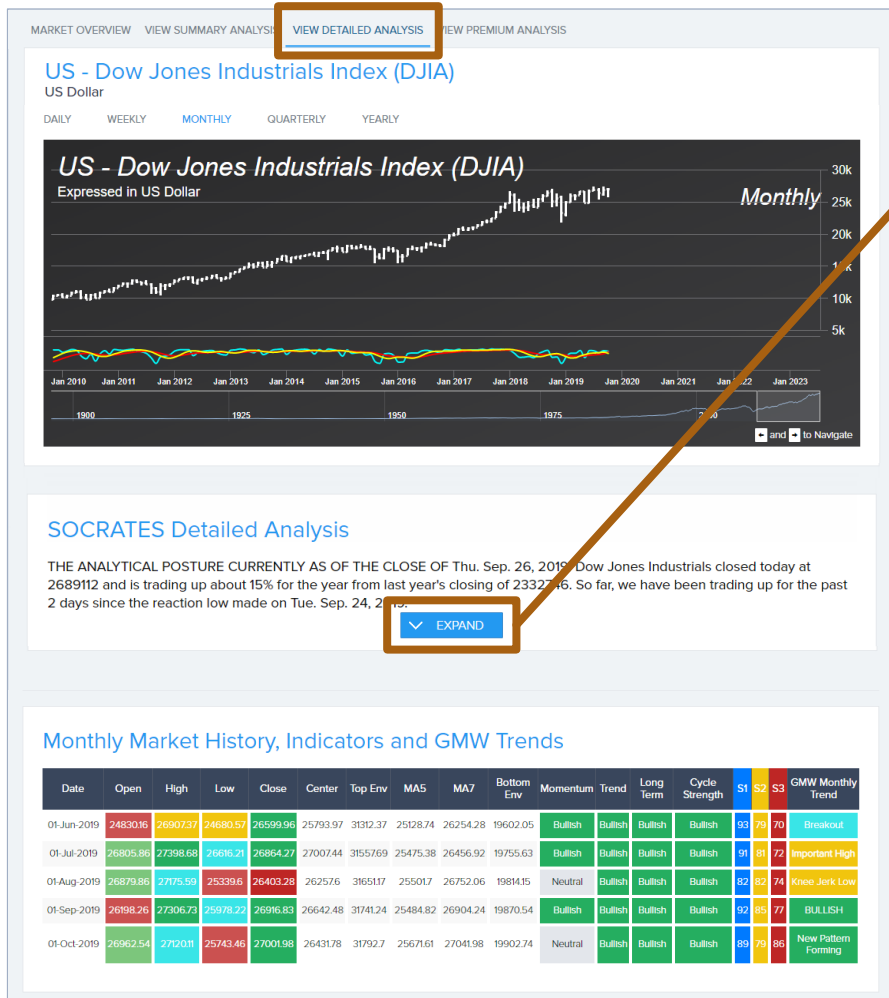 MARKET OVERVIEW VIEW SUMMARY ANALYSIS VIEW DETAILED ANALYSIS VIEW PREMIUM ANALYSIS
US - Dow Jones Industrials Index (DJIA)
US Dollar
DAILY WEEKLY MONTHLY QUARTERLY YEARLY
US - Dow Jones Industrials Index (DJIA)
Expressed in US Dollar
Monthly
30k
25k
20k
10k
5k
Jan 2010 Jan 2011 Jan 2012 Jan 2013 Jan 2014 Jan 2015 Jan 2016 Jan 2017 Jan 2018 Jan 2019 Jan 2020 Jan 2021 Jan 2022 Jan 2023
1900 1925 1950 1975
and to Navigate
SOCRATES Detailed Analysis
THE ANALYTICAL POSTURE CURRENTLY AS OF THE CLOSE OF Thu. Sep. 26, 2019: Dow Jones Industrials closed today at
2689112 and is trading up about 15% for the year from last year's closing of 2332746. So far, we have been trading up for the past
2 days since the reaction low made on Tue. Sep. 24, 2019.
EXPAND
Monthly Market History, Indicators and GMW Trends
Date Open High Low Close Center Top Env MA5 MA7 Bottom Env Momentum Trend Long Term Cycle Strength S1 S2 S3 GMW Monthly Trend
01-Jun-2019 24830.16 26907.37 24680.57 26599.96 25793.97 31312.37 25128.74 26254.28 19602.05 Bullish Bullish Bullish Bullish 93 79 70 Breakout
01-Jul-2019 26805.86 27398.68 26616.21 26864.27 27007.44 31557.69 25475.38 26456.92 19755.63 Bullish Bullish Bullish Bullish 91 81 72 Important High
01-Aug-2019 26879.86 27175.59 25339.6 26403.28 26257.6 31651.17 25501.7 26752.06 19814.15 Neutral Bullish Bullish Bullish 82 82 74 Knee Jerk Low
01-Sep-2019 26198.26 27306.73 25978.22 26916.83 26642.48 31741.24 25484.82 26904.24 19870.54 Bullish Bullish Bullish Bullish 92 85 77 BULLISH
01-Oct-2019 26962.54 27120.11 25743.46 27001.98 26431.78 31792.7 25671.61 27041.98 19902.74 Neutral Bullish Bullish Bullish 89 79 86 New Pattern Forming